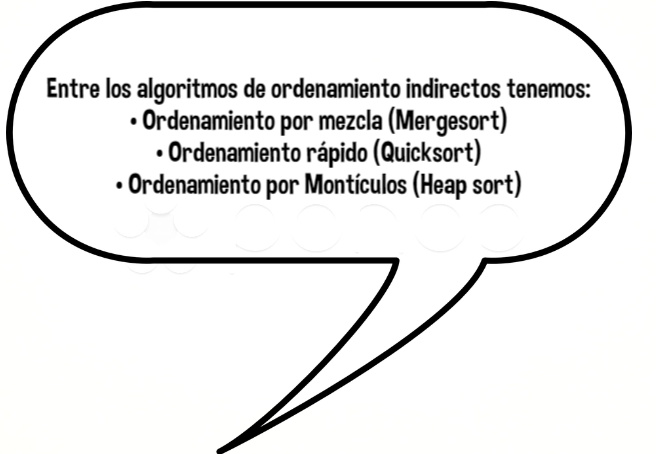 Entre los algoritmos de ordenamiento indirectos tenemos:
• Ordenamiento por mezcla (Mergesort)
• Ordenamiento rápido (Quicksort)
• Ordenamiento por Montículos (Heap sort)